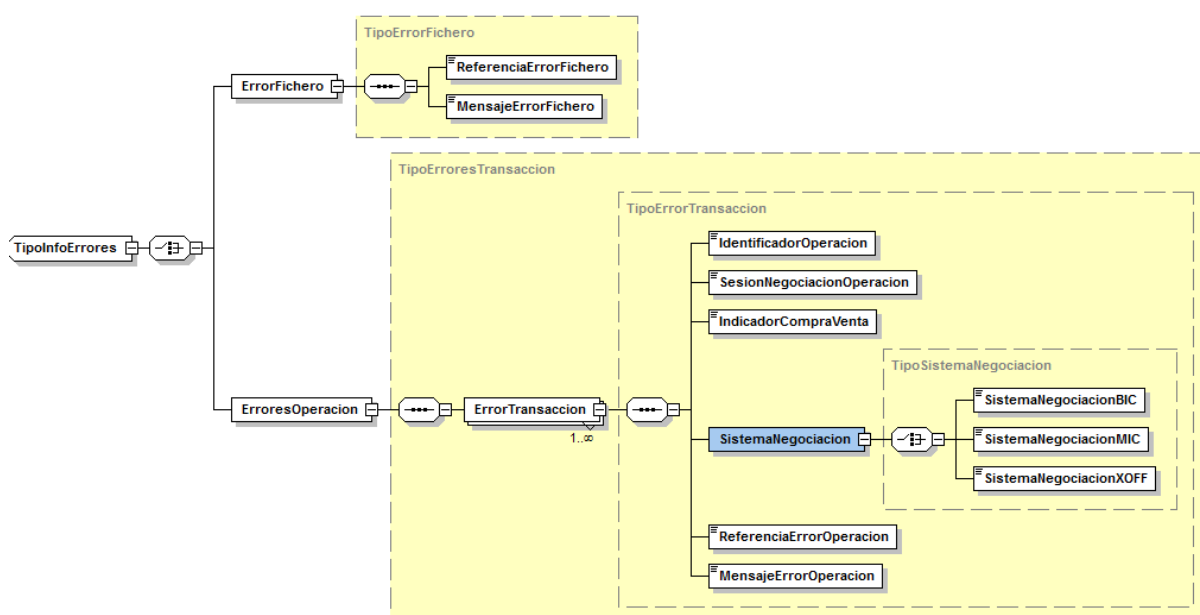 TipoErrorFichero
ReferenciaErrorFichero
ErrorFichero
MensajeErrorFichero
TipoErroresTransaccion
TipoErrorTransaccion
TipoInfoErrores
IdentificadorOperacion
SesionNegociacionOperacion
IndicadorCompraVenta
TipoSistemaNegociacion
SistemaNegociacionBIC
ErroresOperacion
ErrorTransaccion
1..∞
SistemaNegociacion
SistemaNegociacionMIC
SistemaNegociacionXOFF
ReferenciaErrorOperacion
MensajeErrorOperacion